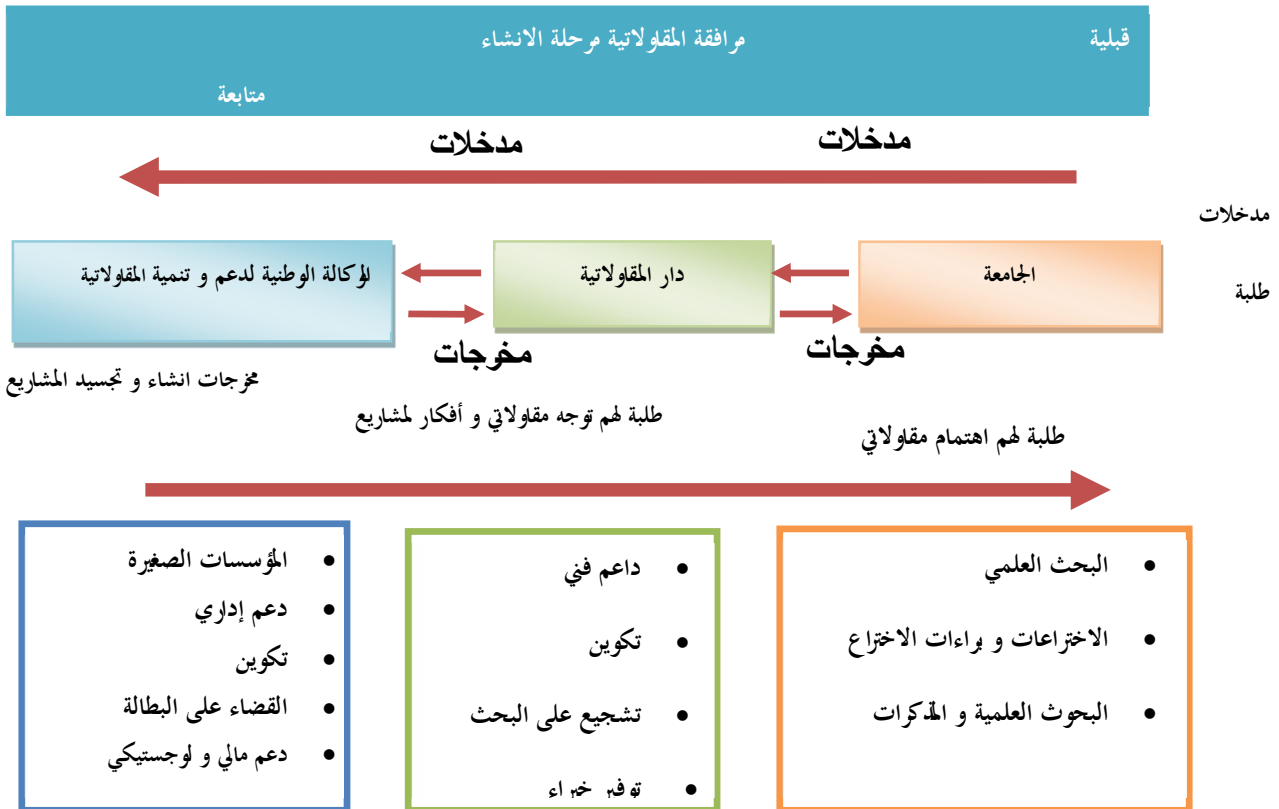 قبلية مرافقة المقاولاتية مرحلة الانشاء
متابعة
مدخلات مدخلات
مدخلات
طلبة
الجامعة
دار المقاولاتية
الوكالة الوطنية لدعم و تنمية المقاولاتية
مخرجات مخرجات
مخرجات انشاء و تجسيد المشاريع
طلبة لهم توجه مقاولاتي و أفكار لمشاريع
طلبة لهم اهتمام مقاولاتي
• البحث العلمي
• الاختراعات و براءات الاختراع
• البحوث العلمية و المذكرات
• داعم فني
• تكوين
• تشجيع على البحث
• توفير خبراء
• المؤسسات الصغيرة
• دعم إداري
• تكوين
• القضاء على البطالة
• دعم مالي و لوجستيكي